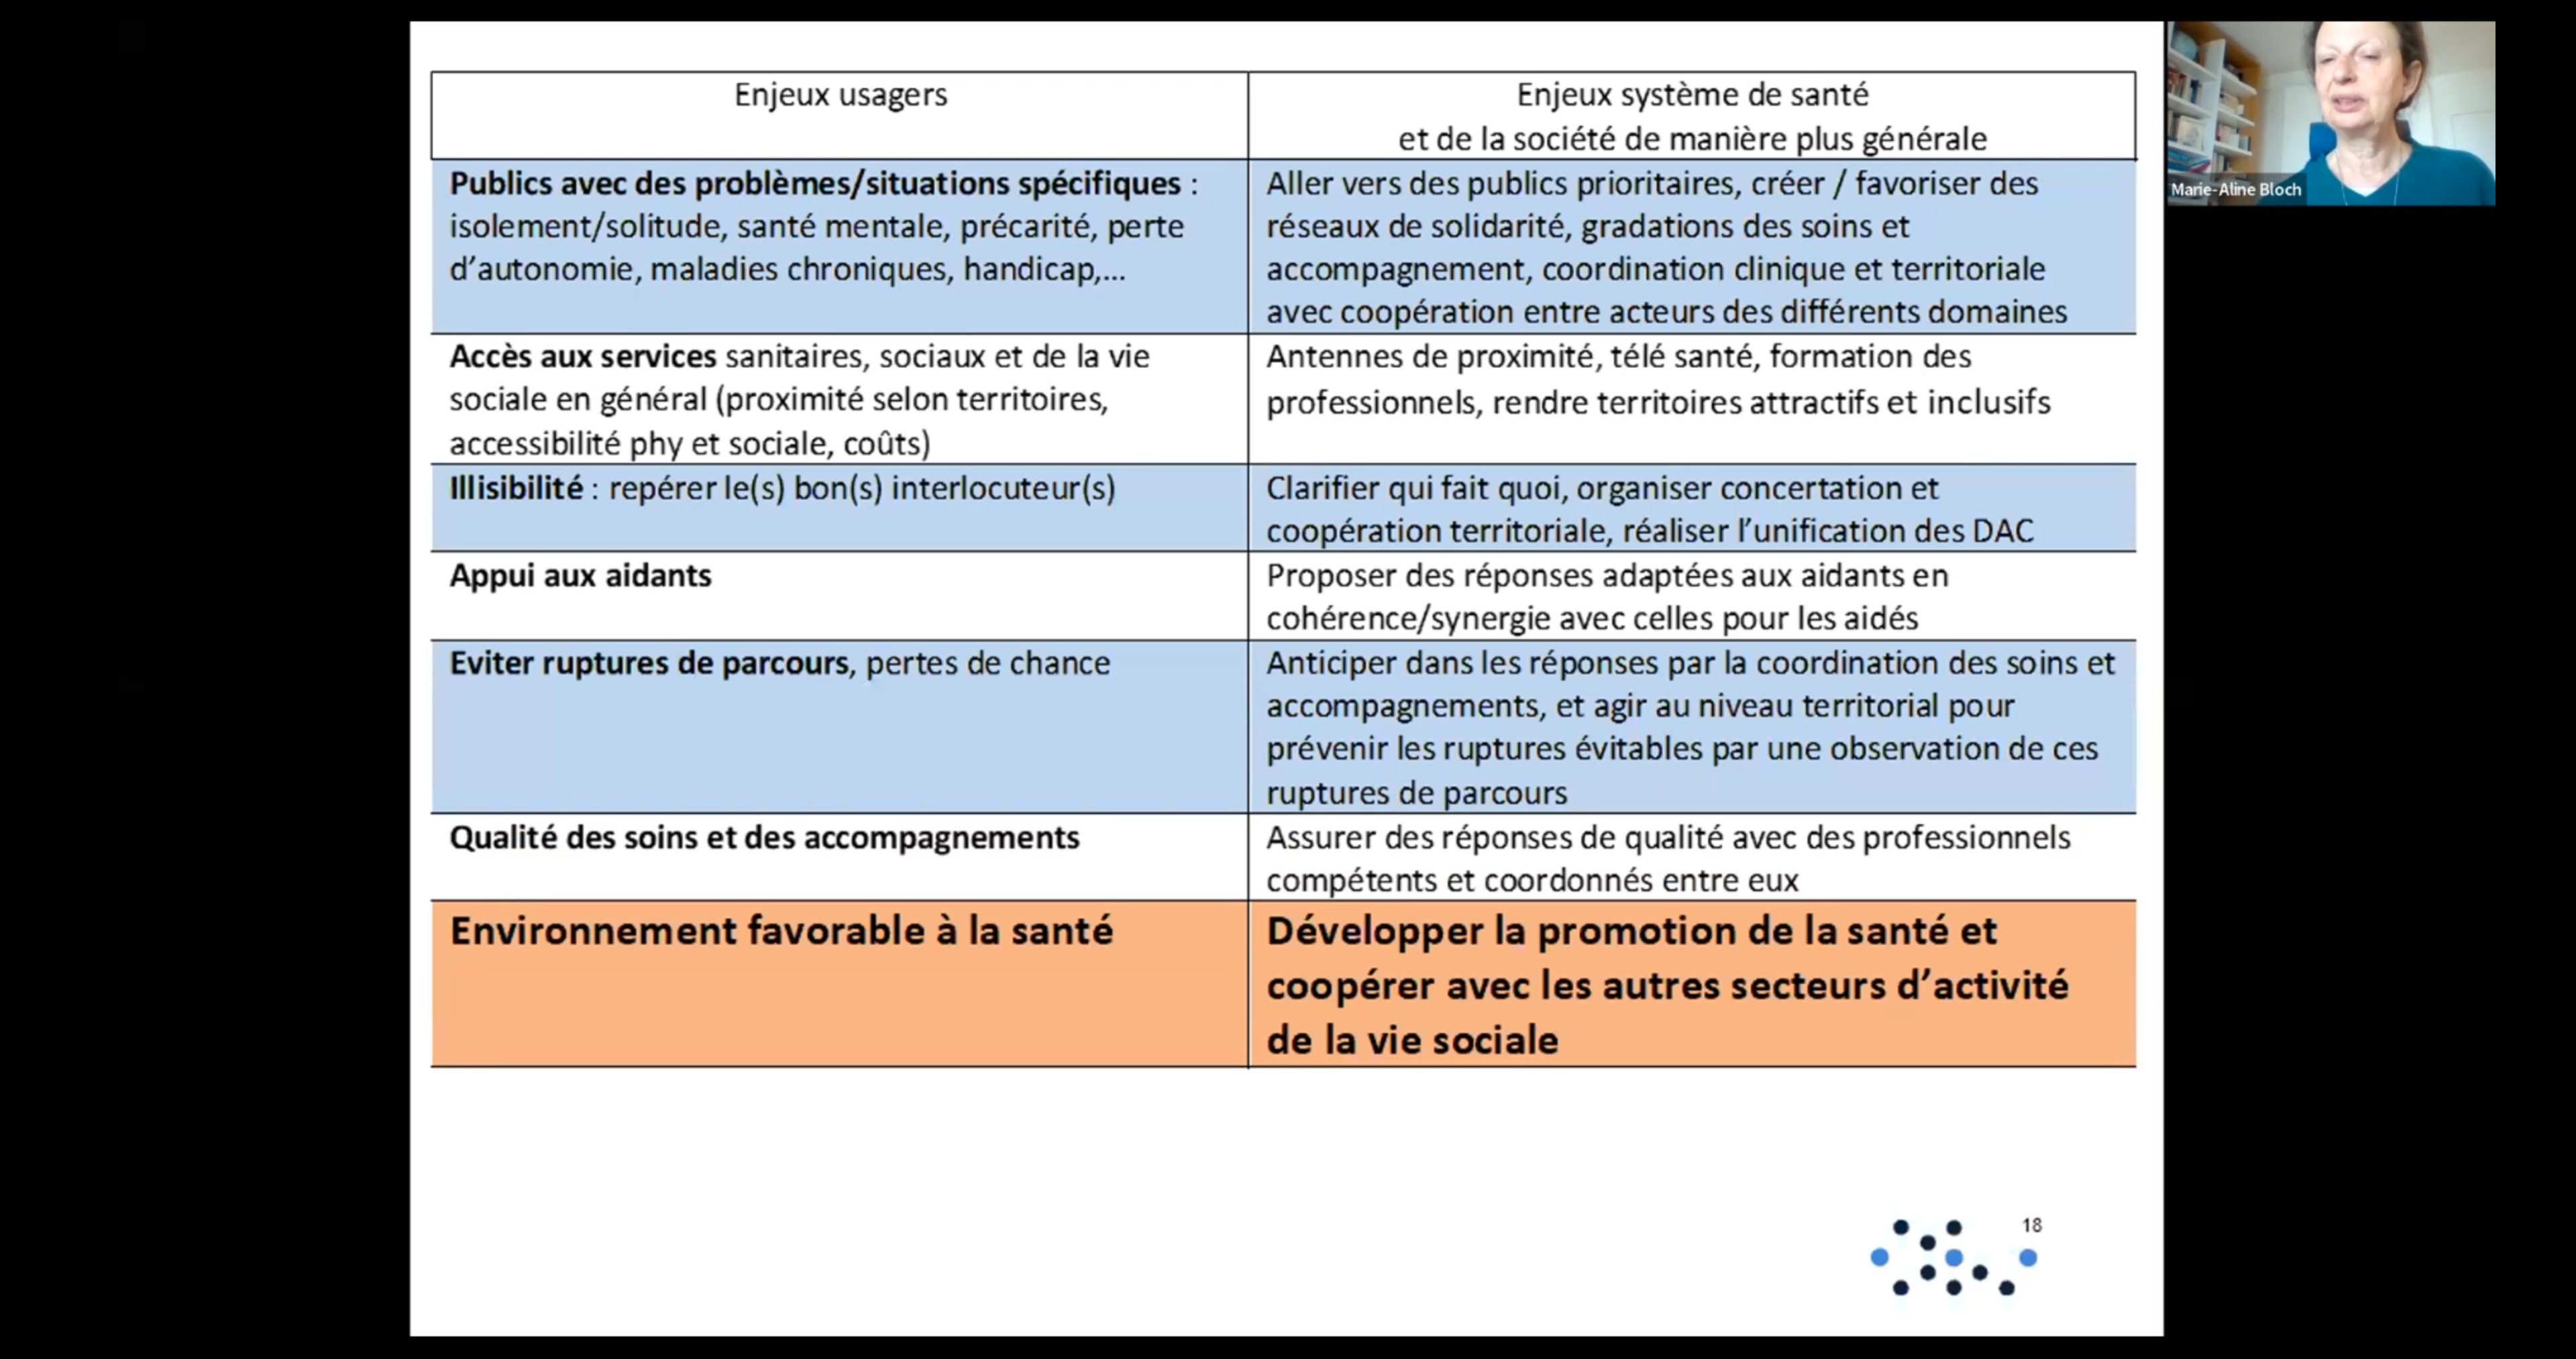 Enjeux usagers
Enjeux système de santé
et de la société de manière plus générale
Publics avec des problèmes/situations spécifiques :
isolement/solitude, santé mentale, précarité, perte
d’autonomie, maladies chroniques, handicap,...
Aller vers des publics prioritaires, créer / favoriser des
réseaux de solidarité, gradations des soins et
accompagnement, coordination clinique et territoriale
avec coopération entre acteurs des différents domaines
Accès aux services sanitaires, sociaux et de la vie
sociale en général (proximité selon territoires,
accessibilité phy et sociale, coûts)
Antennes de proximité, télé santé, formation des
professionnels, rendre territoires attractifs et inclusifs
Illisibilité : repérer le(s) bon(s) interlocuteur(s)
Clarifier qui fait quoi, organiser concertation et
coopération territoriale, réaliser l’unification des DAC
Appui aux aidants
Proposer des réponses adaptées aux aidants en
cohérence/synergie avec celles pour les aidés
Eviter ruptures de parcours, pertes de chance
Anticiper dans les réponses par la coordination des soins et
accompagnements, et agir au niveau territorial pour
prévenir les ruptures évitables par une observation de ces
ruptures de parcours
Qualité des soins et des accompagnements
Assurer des réponses de qualité avec des professionnels
compétents et coordonnés entre eux
Environnement favorable à la santé
Développer la promotion de la santé et
coopérer avec les autres secteurs d’activité
de la vie sociale
18
Marie-Aline Bloch